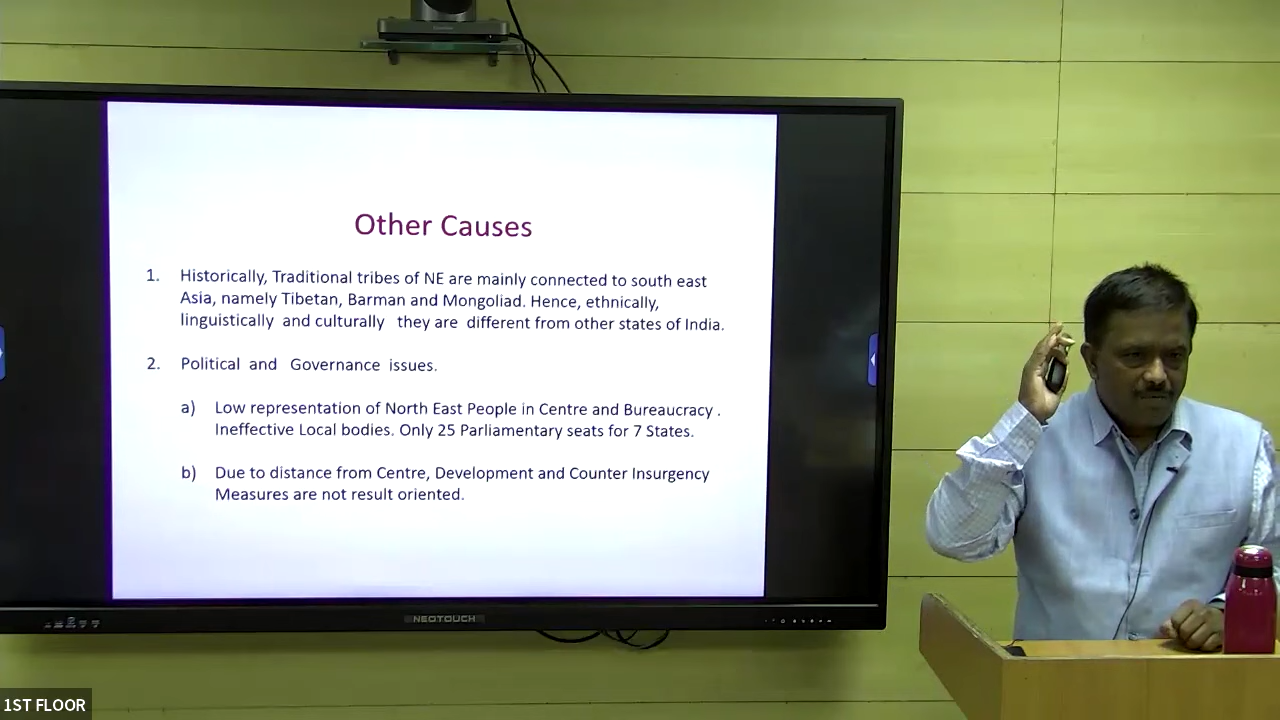 Other Causes
1. Historically, Traditional tribes of NE are mainly connected to south east
Asia, namely Tibetan, Barman and Mongoliad. Hence, ethnically,
linguistically and culturally they are different from other states of India.
2. Political and Governance issues.
a) Low representation of North East People in Centre and Bureaucracy .
Ineffective Local bodies. Only 25 Parliamentary seats for 7 States.
b) Due to distance from Centre, Development and Counter Insurgency
Measures are not result oriented.
NEOTOUCH
1ST FLOOR